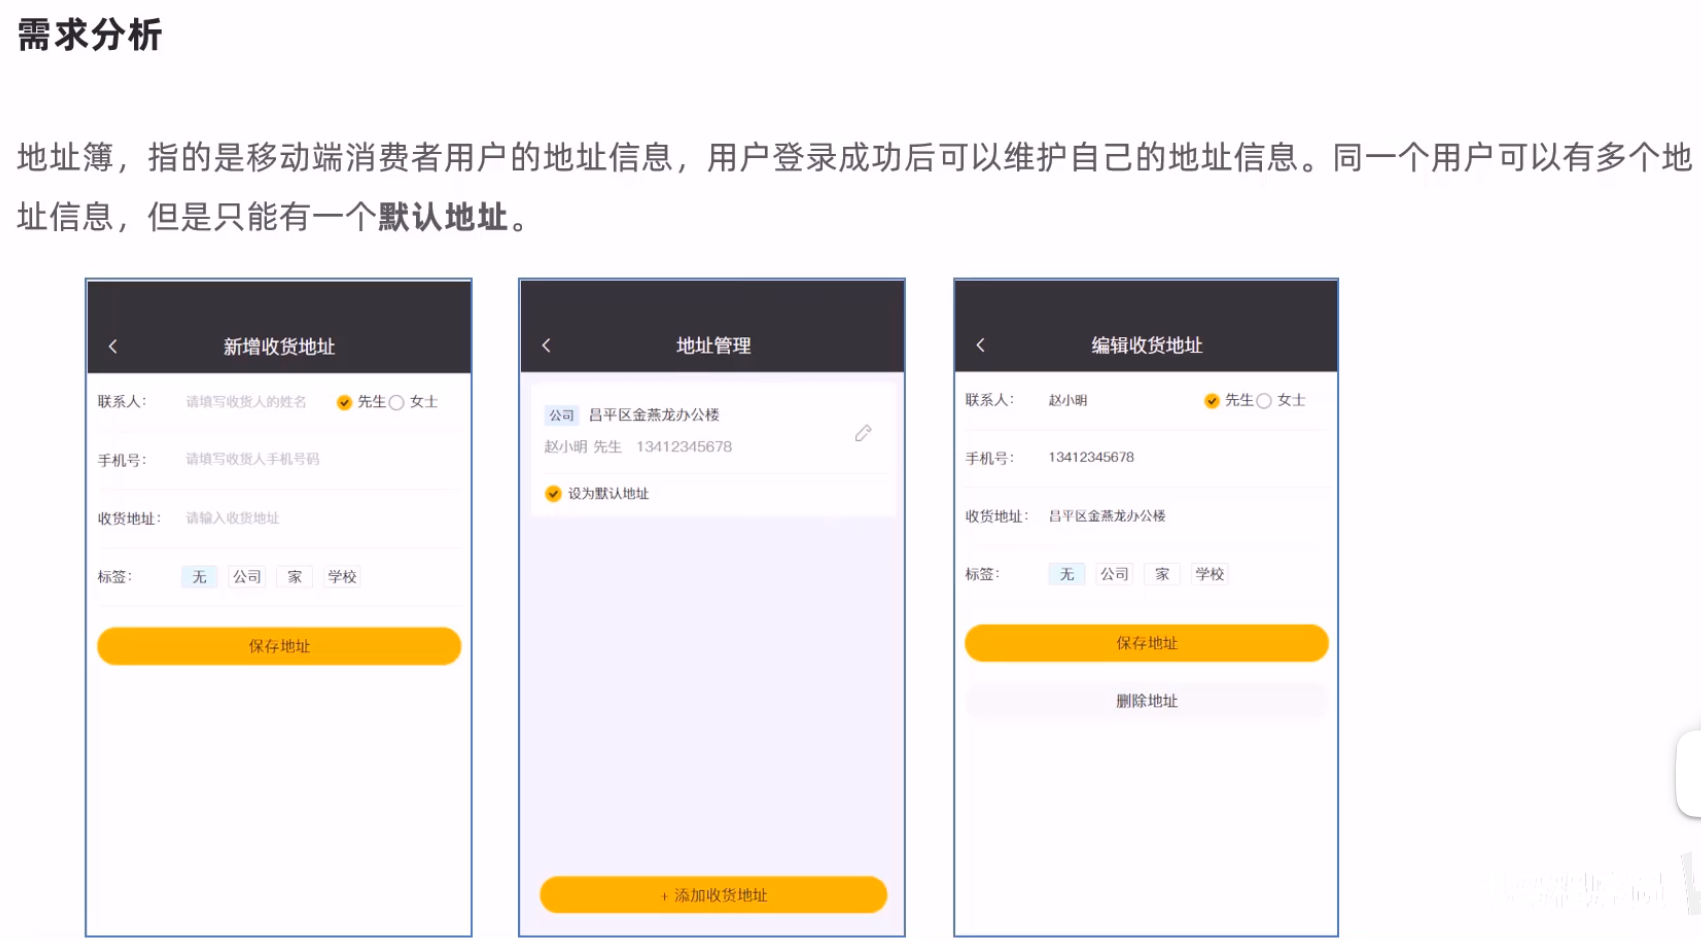 需求分析
地址簿，指的是移动端消费者用户的地址信息，用户登录成功后可以维护自己的地址信息。同一个用户可以有多个地
址信息，但是只能有一个默认地址。
新增收货地址
联系人： 请填写收货人的姓名 先生 女士
手机号： 请填写收货人手机号码
收货地址： 请输入收货地址
标签： 无 公司 家 学校
保存地址
地址管理
公司 昌平区金燕龙办公楼
赵小明 先生 13412345678
设为默认地址
+ 添加收货地址
编辑收货地址
联系人： 赵小明 先生 女士
手机号： 13412345678
收货地址： 昌平区金燕龙办公楼
标签： 无 公司 家 学校
保存地址
删除地址